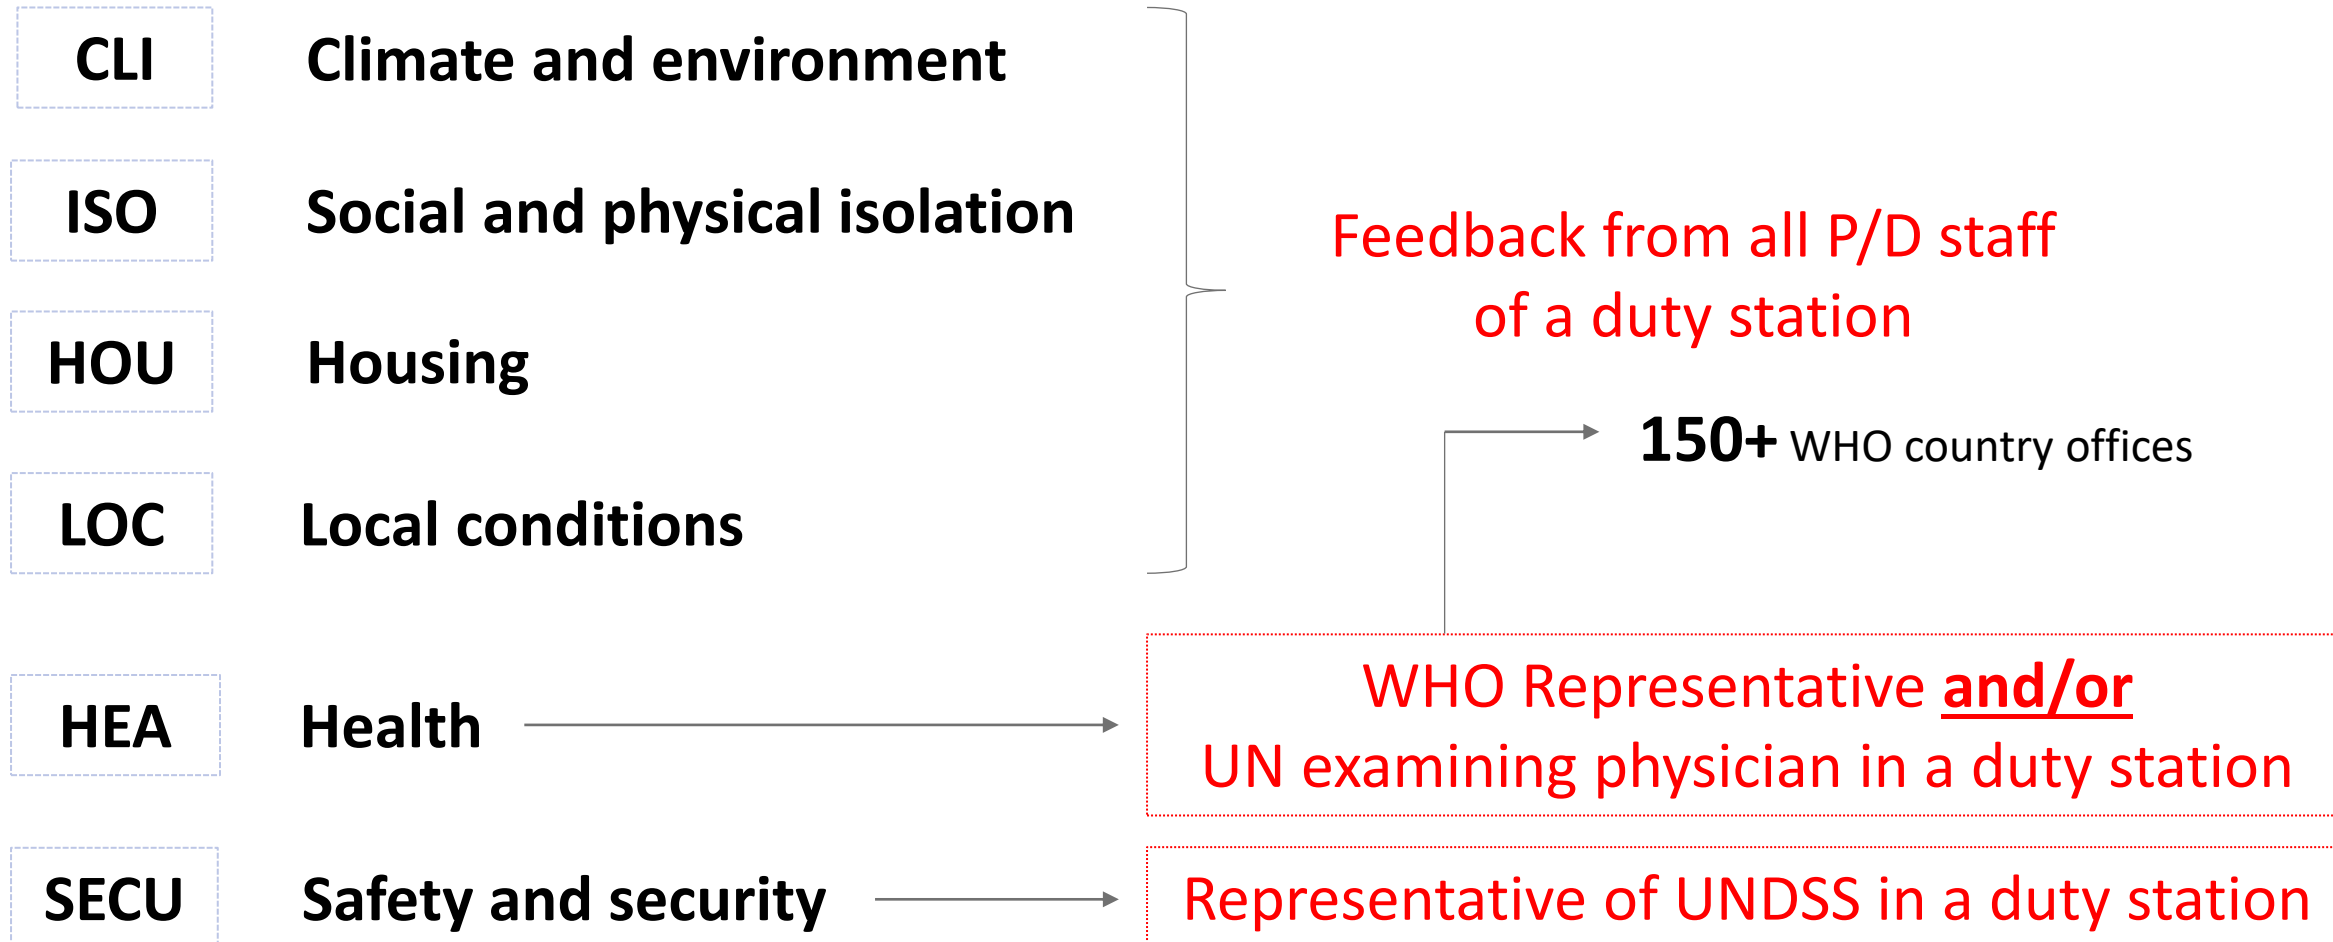 CLI Climate and environment
ISO Social and physical isolation
HOU Housing
LOC Local conditions
Feedback from all P/D staff
of a duty station
150+ WHO country offices
HEA Health
WHO Representative and/or
UN examining physician in a duty station
SECU Safety and security
Representative of UNDSS in a duty station